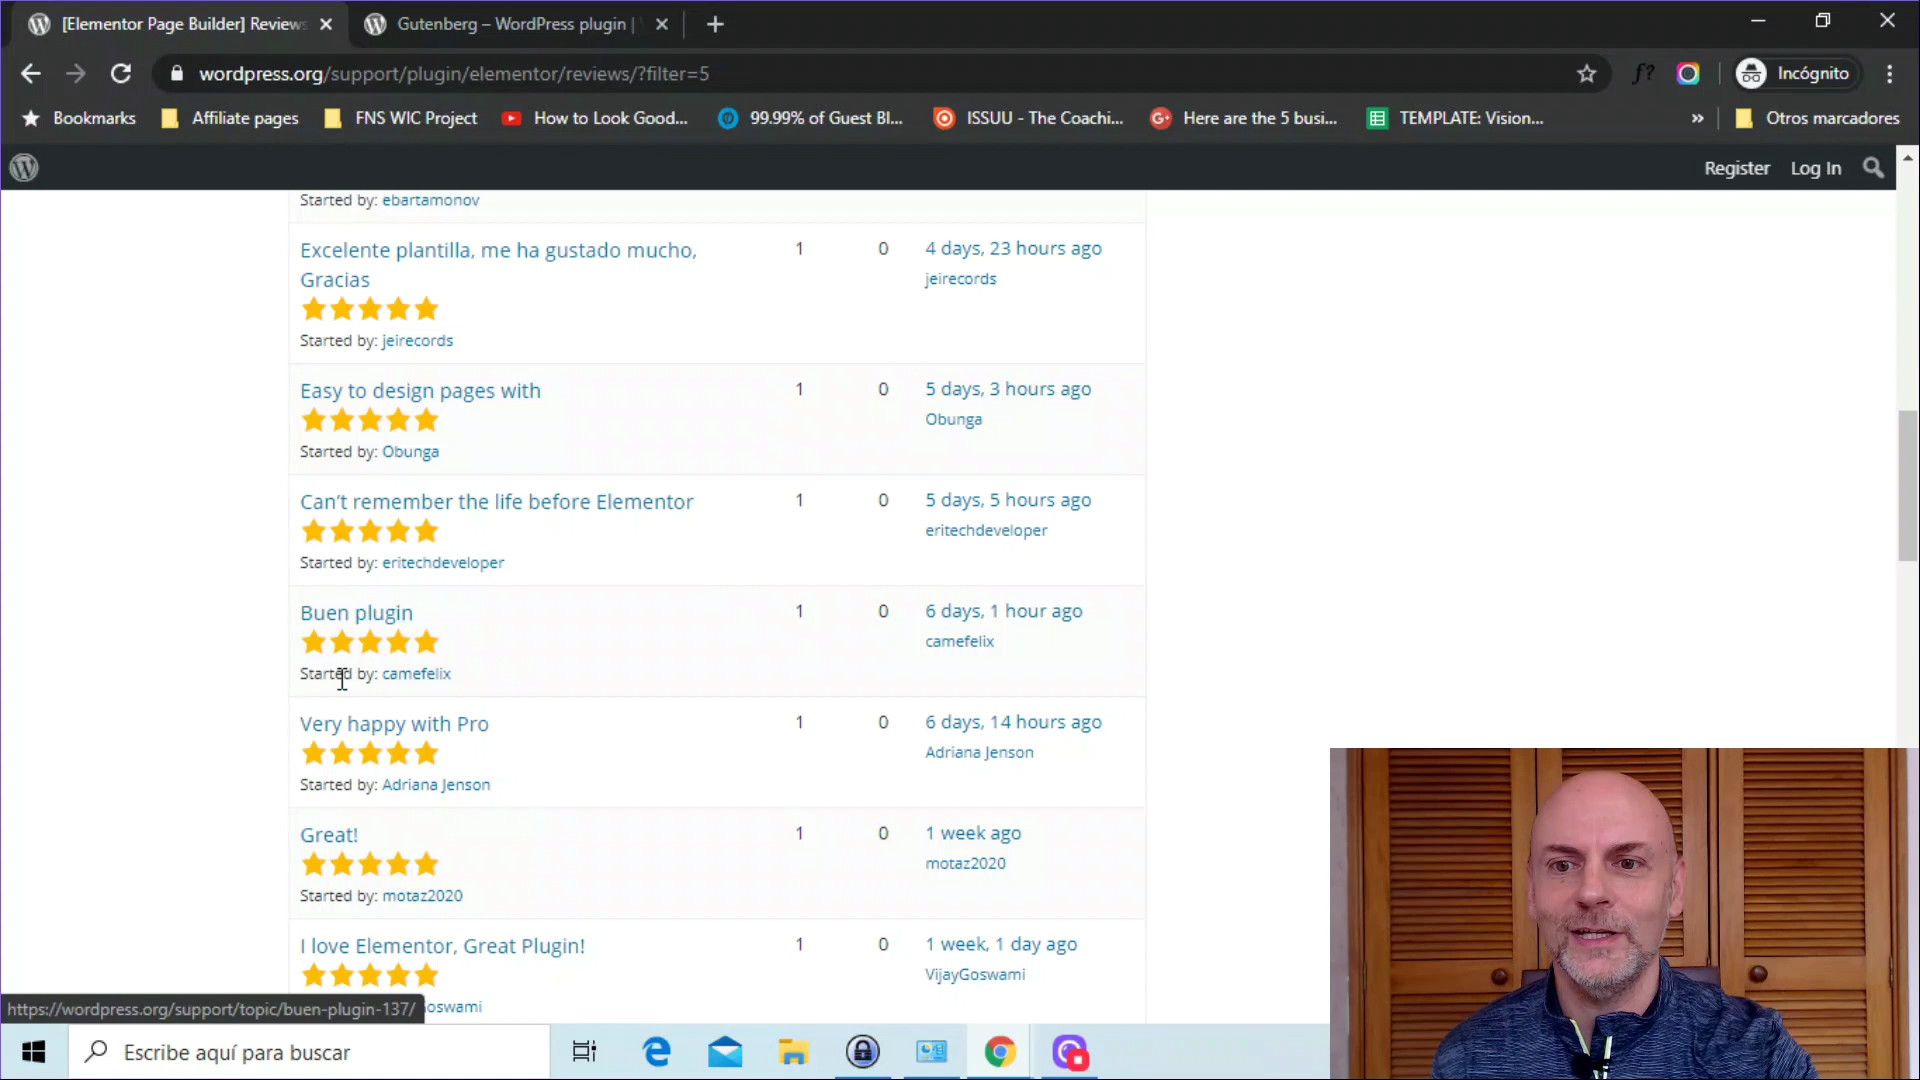 [Elementor Page Builder] Reviews
Gutenberg – WordPress plugin |
wordpress.org/support/plugin/elementor/reviews/?filter=5
f?
Incógnito
Bookmarks
Affiliate pages
FNS WIC Project
How to Look Good...
99.99% of Guest Bl...
ISSUU - The Coachi...
Here are the 5 busi...
TEMPLATE: Vision...
»
Otros marcadores
Register
Log In
Started by: ebartamonov
Excelente plantilla, me ha gustado mucho,
Gracias
1
0
4 days, 23 hours ago
jeirecords
Started by: jeirecords
Easy to design pages with
1
0
5 days, 3 hours ago
Obunga
Started by: Obunga
Can't remember the life before Elementor
1
0
5 days, 5 hours ago
eritechdeveloper
Started by: eritechdeveloper
Buen plugin
1
0
6 days, 1 hour ago
camefelix
Started by: camefelix
Very happy with Pro
1
0
6 days, 14 hours ago
Adriana Jenson
Started by: Adriana Jenson
Great!
1
0
1 week ago
motaz2020
Started by: motaz2020
I love Elementor, Great Plugin!
1
0
1 week, 1 day ago
VijayGoswami
https://wordpress.org/support/topic/buen-plugin-137/
Goswami
Escribe aquí para buscar